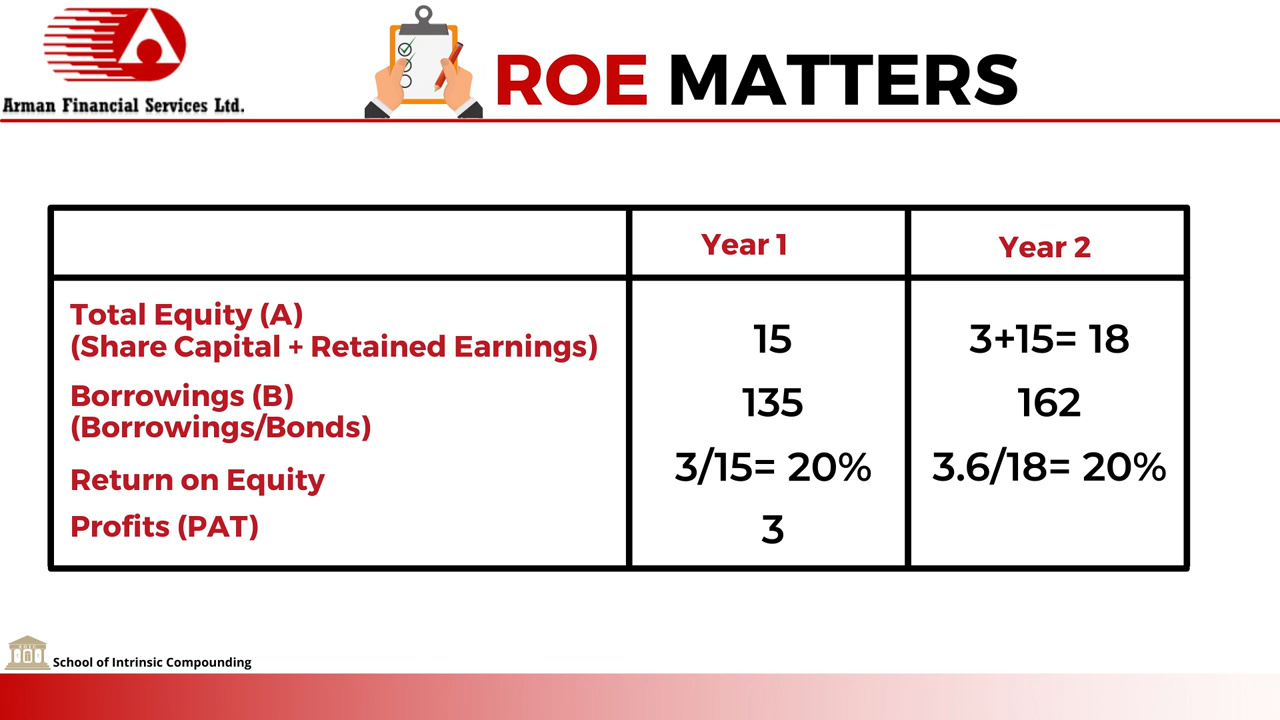 Arman Financial Services Ltd.
ROE MATTERS
Year 1
Year 2
Total Equity (A)
(Share Capital + Retained Earnings)
15
3+15= 18
Borrowings (B)
(Borrowings/Bonds)
135
162
Return on Equity
3/15= 20%
3.6/18= 20%
Profits (PAT)
3
School of Intrinsic Compounding